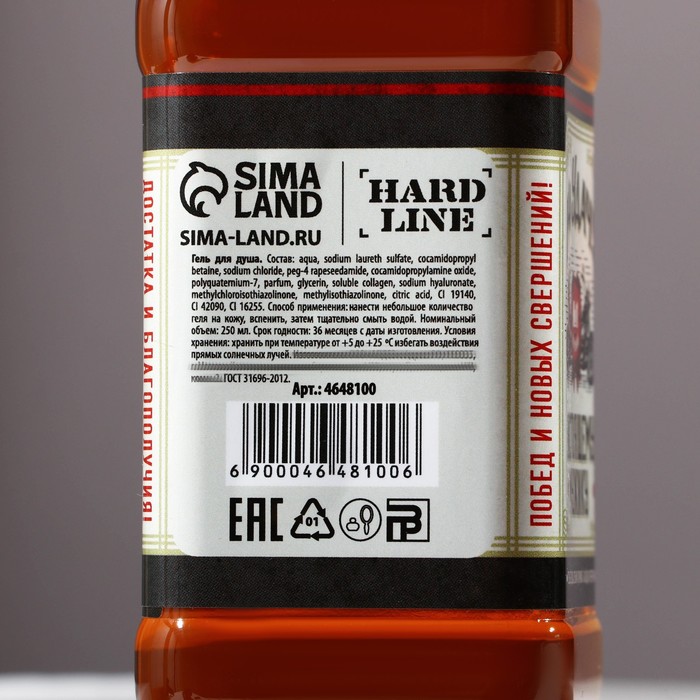 SIMA
LAND
SIMA-LAND.RU
HARD
LINE
Гель для душа. Состав: aqua, sodium laureth sulfate, cocamidopropyl
betaine, sodium chloride, peg-4 rapeseedamide, cocamidopropylamine oxide,
polyquaternium-7, parfum, glycerin, soluble collagen, sodium hyaluronate,
methylchloroisothiazolinone, methylisothiazolinone, citric acid, CI 19140,
CI 42090, CI 16255. Способ применения: нанести небольшое количество
геля на кожу, вспенить, затем тщательно смыть водой. Номинальный
объем: 250 мл. Срок годности: 36 месяцев с даты изготовления. Условия
хранения: хранить при температуре от +5 до +25 °C избегать воздействия
прямых солнечных лучей.
ГОСТ 31696-2012.
Арт.: 4648100
6 900046 481006
EAC
01
ДОСТАТКА И БЛАГОПОЛУЧИЯ!
ПОБЕД И НОВЫХ СВЕРШЕНИЙ!